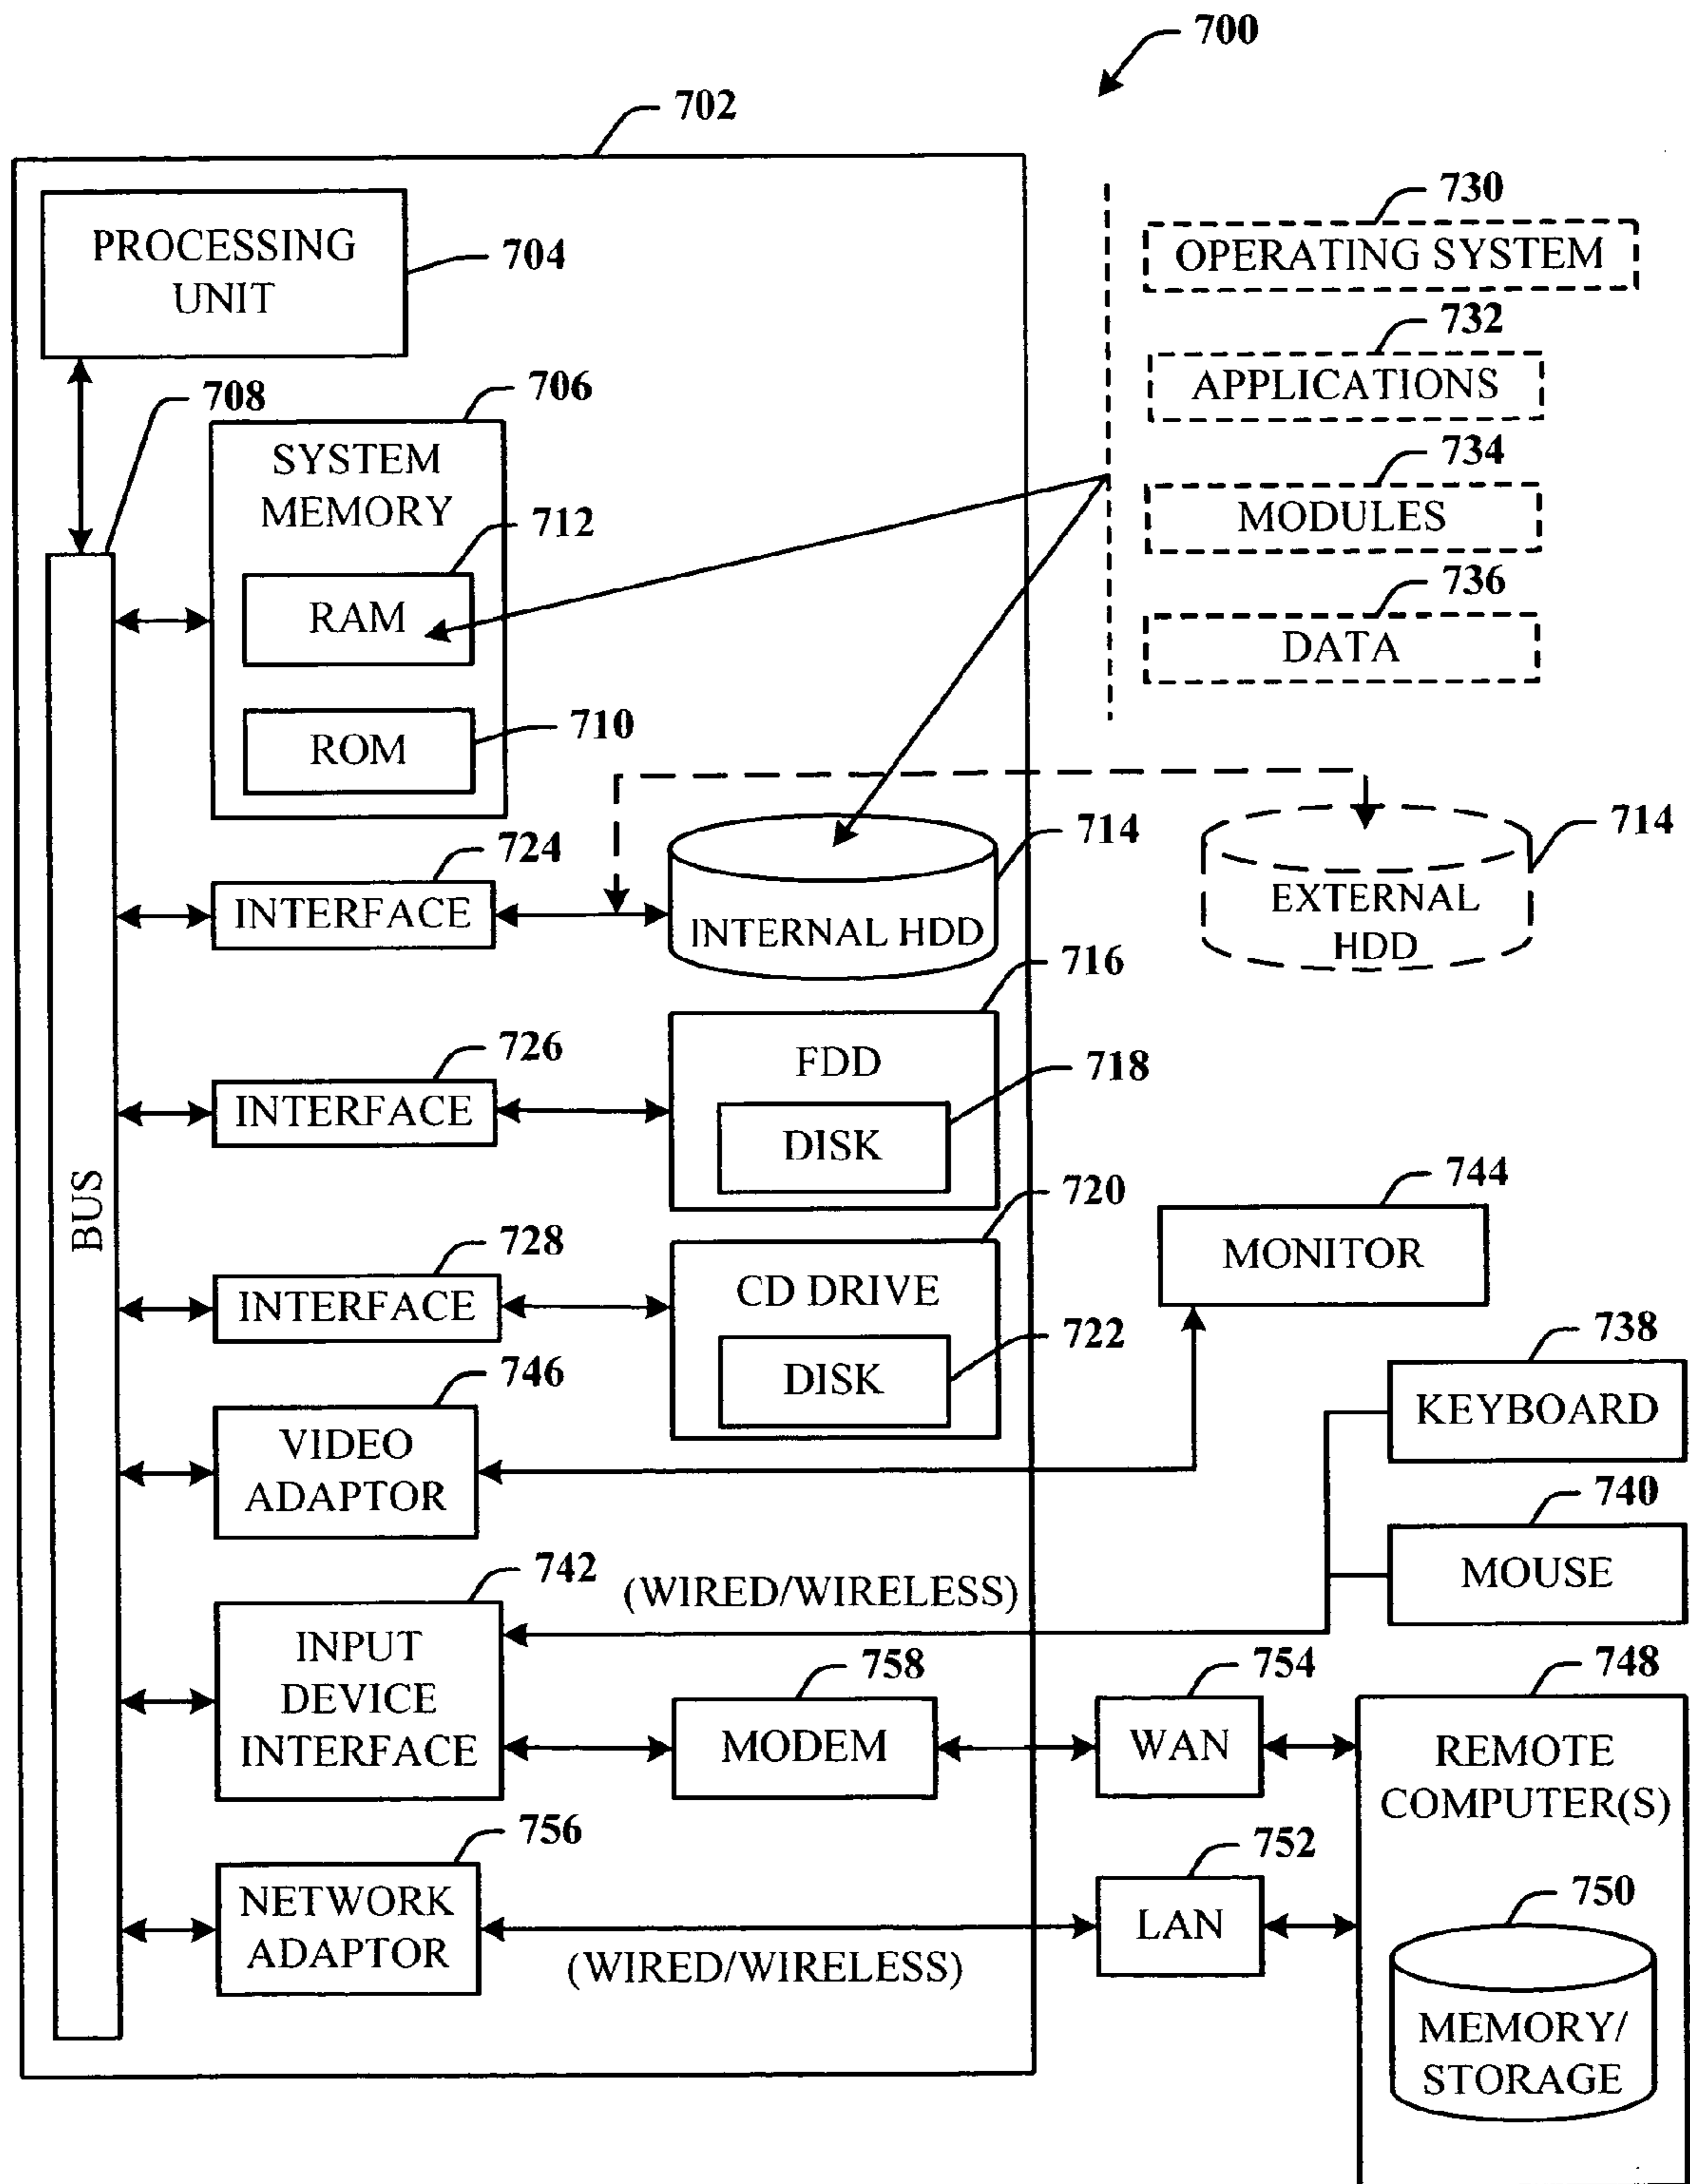 700
702
730
PROCESSING
UNIT
704
OPERATING SYSTEM
732
APPLICATIONS
708
706
SYSTEM
MEMORY
734
MODULES
712
RAM
736
DATA
710
ROM
724
INTERFACE
714
INTERNAL HDD
714
EXTERNAL
HDD
716
726
INTERFACE
FDD
718
DISK
BUS
720
744
MONITOR
728
INTERFACE
CD DRIVE
722
DISK
738
KEYBOARD
746
VIDEO
ADAPTOR
740
MOUSE
742
(WIRED/WIRELESS)
INPUT
DEVICE
INTERFACE
758
MODEM
754
WAN
748
REMOTE
COMPUTER(S)
756
NETWORK
ADAPTOR
(WIRED/WIRELESS)
752
LAN
750
MEMORY/
STORAGE